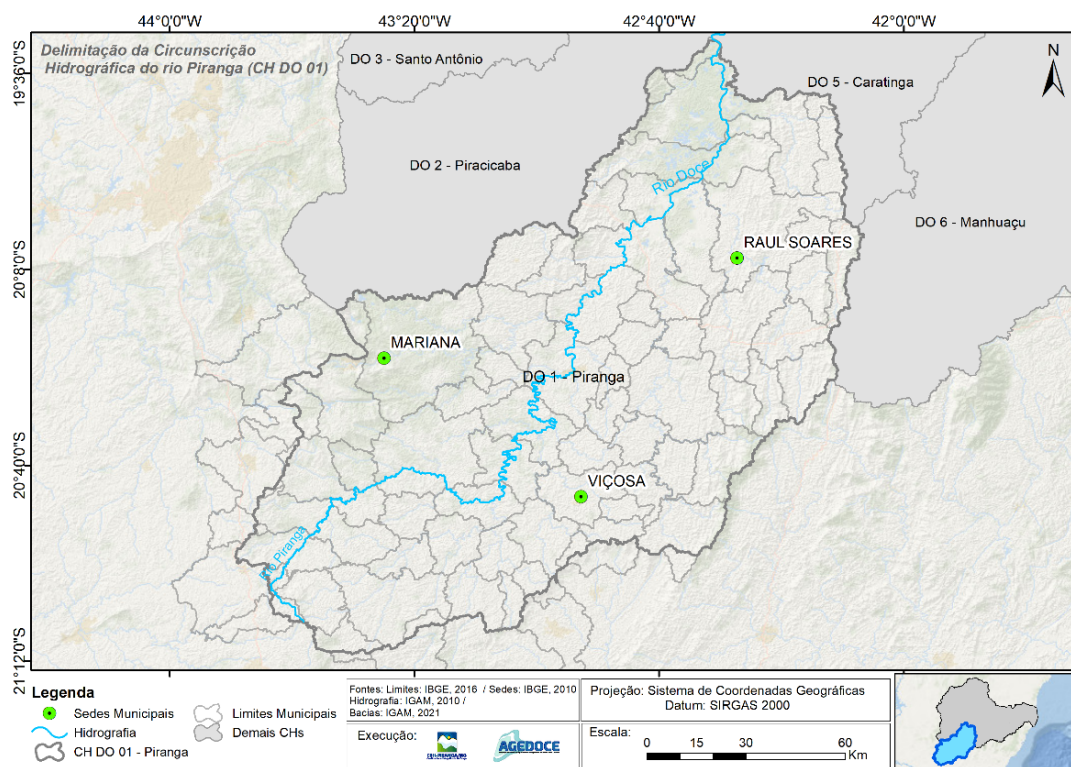 44°0'0"W
43°20'0"W
42°40'0"W
42°0'0"W
Delimitação da Circunscrição
Hidrográfica do rio Piranga (CH DO 01)
DO 3 - Santo Antônio
DO 5 - Caratinga
N
19°36'0"S
DO 2 - Piracicaba
Rio Doce
DO 6 - Manhuaçu
RAUL SOARES
20°8'0"S
MARIANA
DO 1 - Piranga
20°40'0"S
VIÇOSA
Rio Piranga
21°12'0"S
Legenda
Sedes Municipais
Hidrografia
CH DO 01 - Piranga
Limites Municipais
Demais CHs
Fontes: Limites: IBGE, 2016 / Sedes: IBGE, 2010
Hidrografia: IGAM, 2010 /
Bacias: IGAM, 2021
Execução:
AGEDOCE
Projeção: Sistema de Coordenadas Geográficas
Datum: SIRGAS 2000
Escala:
0 15 30 60
Km